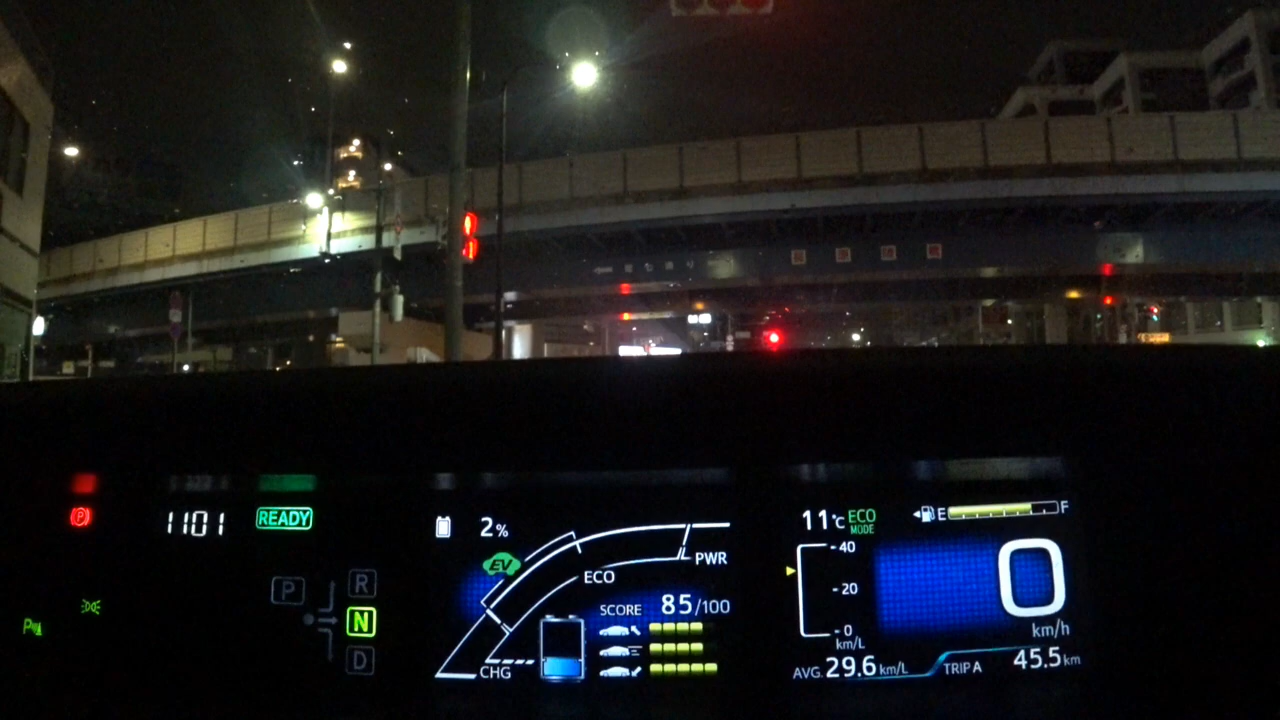 1101
READY
P
R
N
D
2%
EV
PWR
ECO
SCORE 85/100
CHG
11°C
ECO
MODE
E
F
40
20
0
km/L
0
km/h
AVG. 29.6 km/L
TRIP A
45.5 km